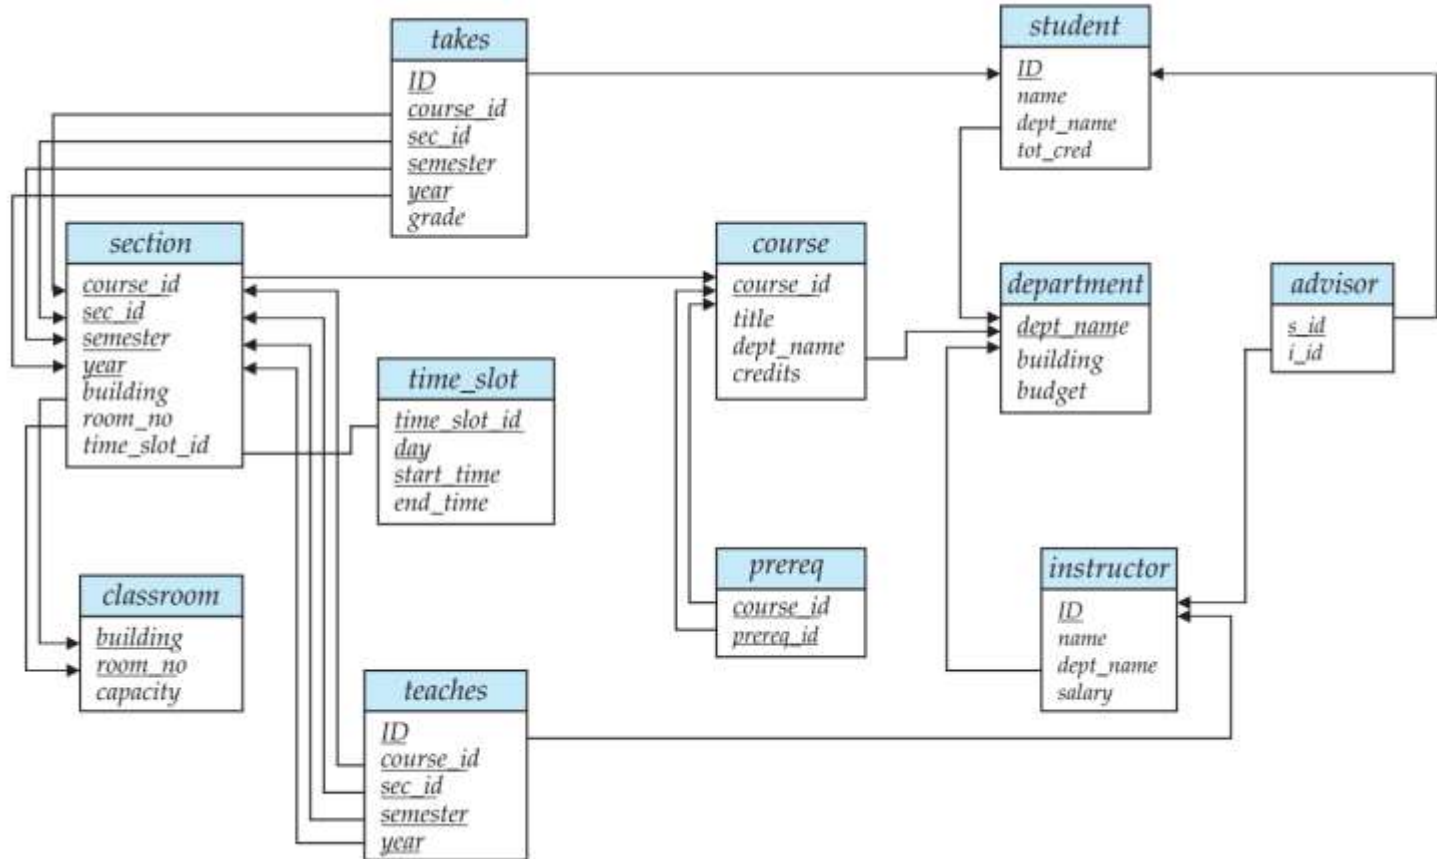 takes
ID
course_id
sec_id
semester
year
grade
student
ID
name
dept_name
tot_cred
section
course_id
sec_id
semester
year
building
room_no
time_slot_id
course
course_id
title
dept_name
credits
department
dept_name
building
budget
advisor
s_id
i_id
time_slot
time_slot_id
day
start_time
end_time
classroom
building
room_no
capacity
prereq
course_id
prereq_id
instructor
ID
name
dept_name
salary
teaches
ID
course_id
sec_id
semester
year